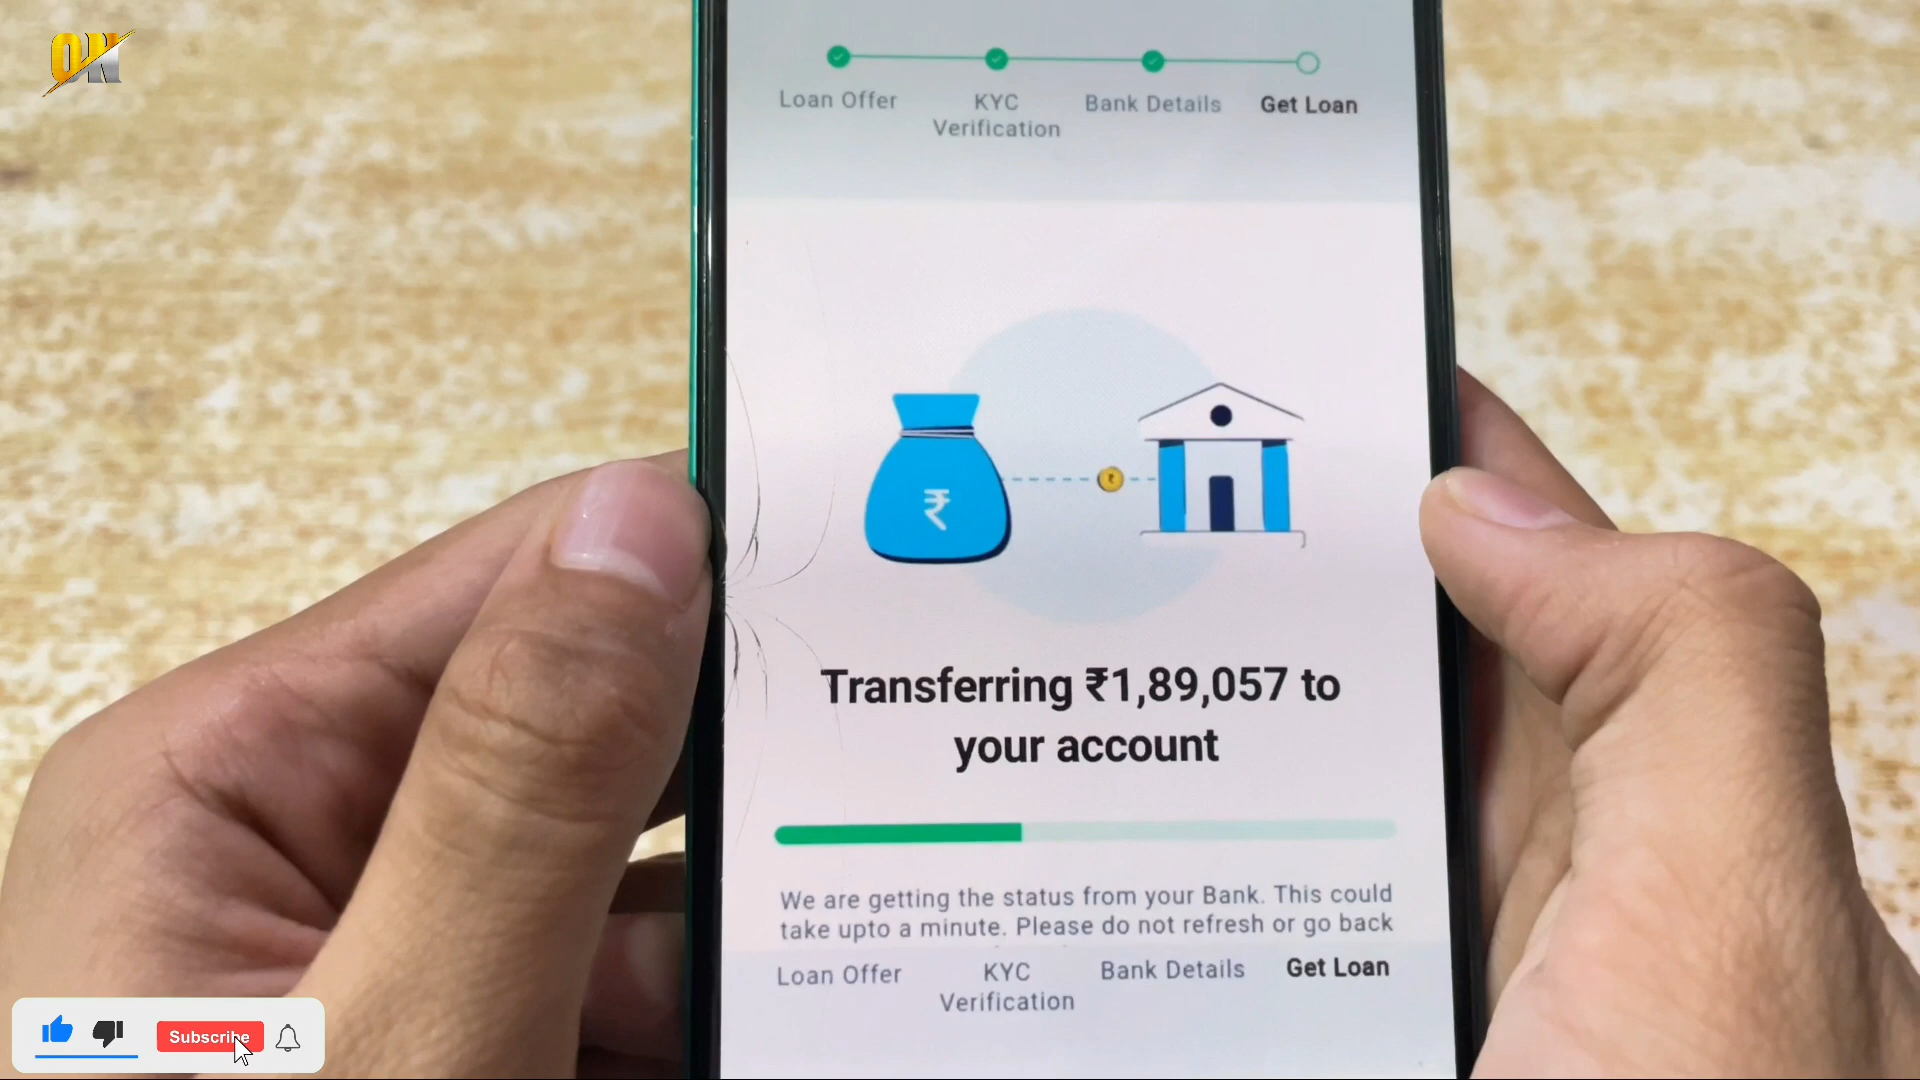 ON
Loan Offer
KYC
Verification
Bank Details
Get Loan
₹
₹
Transferring ₹1,89,057 to
your account
We are getting the status from your Bank. This could
take upto a minute. Please do not refresh or go back
Loan Offer
KYC
Verification
Bank Details
Get Loan
Subscribe